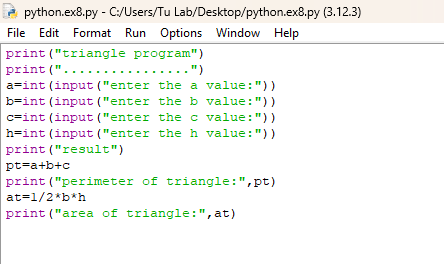 python.ex8.py - C:/Users/Tu Lab/Desktop/python.ex8.py (3.12.3)
File Edit Format Run Options Window Help
print("triangle program")
print("................")
a=int(input("enter the a value:"))
b=int(input("enter the b value:"))
c=int(input("enter the c value:"))
h=int(input("enter the h value:"))
print("result")
pt=a+b+c
print("perimeter of triangle:",pt)
at=1/2*b*h
print("area of triangle:",at)